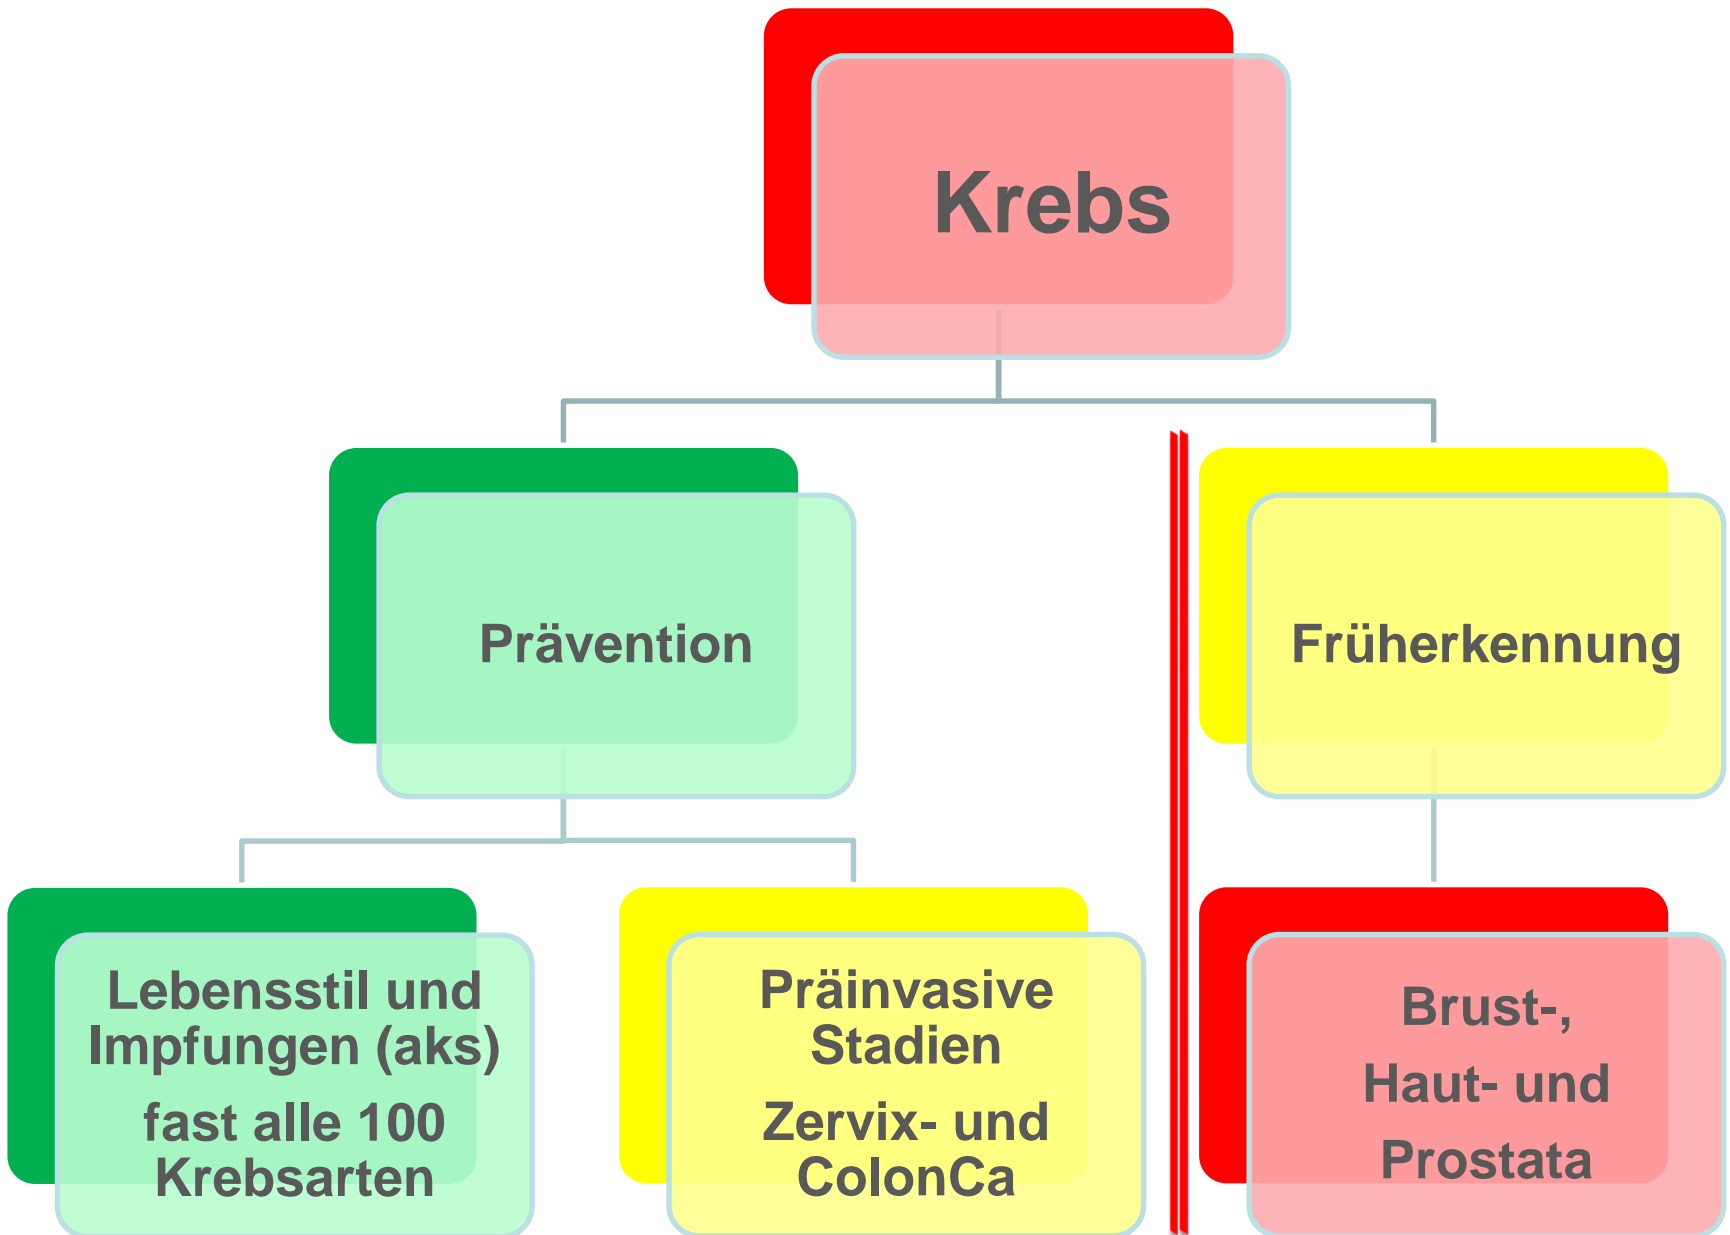 Krebs
Prävention
Früherkennung
Lebensstil und
Impfungen (aks)
fast alle 100
Krebsarten
Präinvasive
Stadien
Zervix- und
ColonCa
Brust-,
Haut- und
Prostata